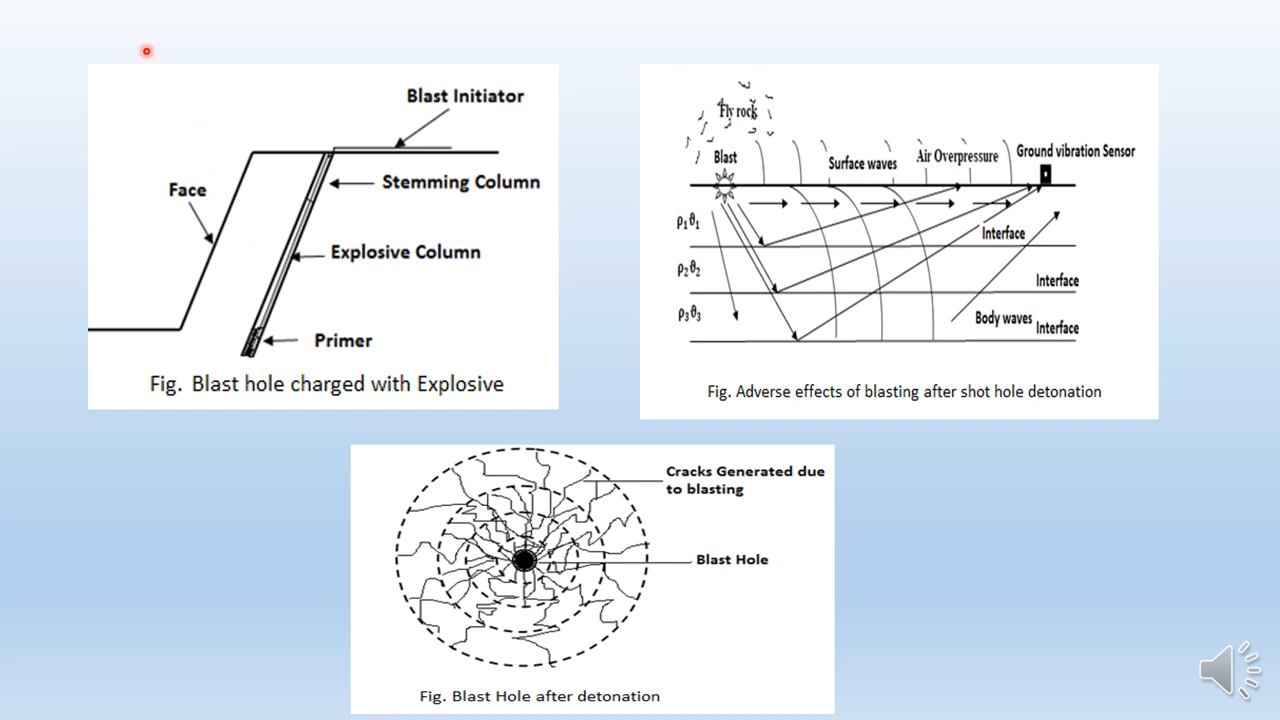 Blast Initiator
Stemming Column
Face
Explosive Column
Primer
Fig. Blast hole charged with Explosive
Fly rock
Blast
Surface waves
Air Overpressure
Ground vibration Sensor
ρ₁θ₁
Interface
ρ₂θ₂
Interface
ρ₃θ₃
Body waves
Interface
Fig. Adverse effects of blasting after shot hole detonation
Cracks Generated due
to blasting
Blast Hole
Fig. Blast Hole after detonation